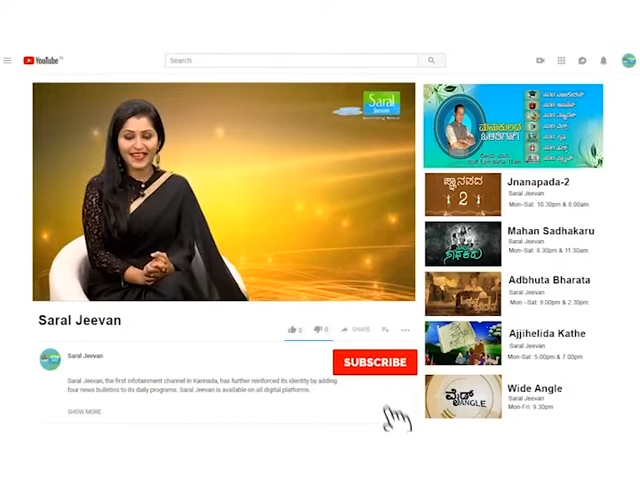 YouTube
Search
Saral
Jeevan
Saral Jeevan
0
0
SHARE
Saral Jeevan
SUBSCRIBE
Saral Jeevan, the first infotainment channel in Kannada, has further reinforced its identity by adding
four news bulletins to its daily programs. Saral Jeevan is available on all digital platforms.
SHOW MORE
ಜ್ಞಾನಪದ
2
Jnanapada-2
Saral Jeevan
Mon-Sat: 10.30pm & 8.00am.
Mahan Sadhakaru
Saral Jeevan
Mon-Sat: 8.30pm & 11.30am.
Adbhuta Bharata
Saral Jeevan
Mon –Sat: 9.00pm & 2.30pm.
Ajjihelida Kathe
Saral Jeevan
Mon-Sat: 5:00pm & 7.00pm
ವೈಡ್
ANGLE
Wide Angle
Saral Jeevan
Mon-Fri: 9.30pm